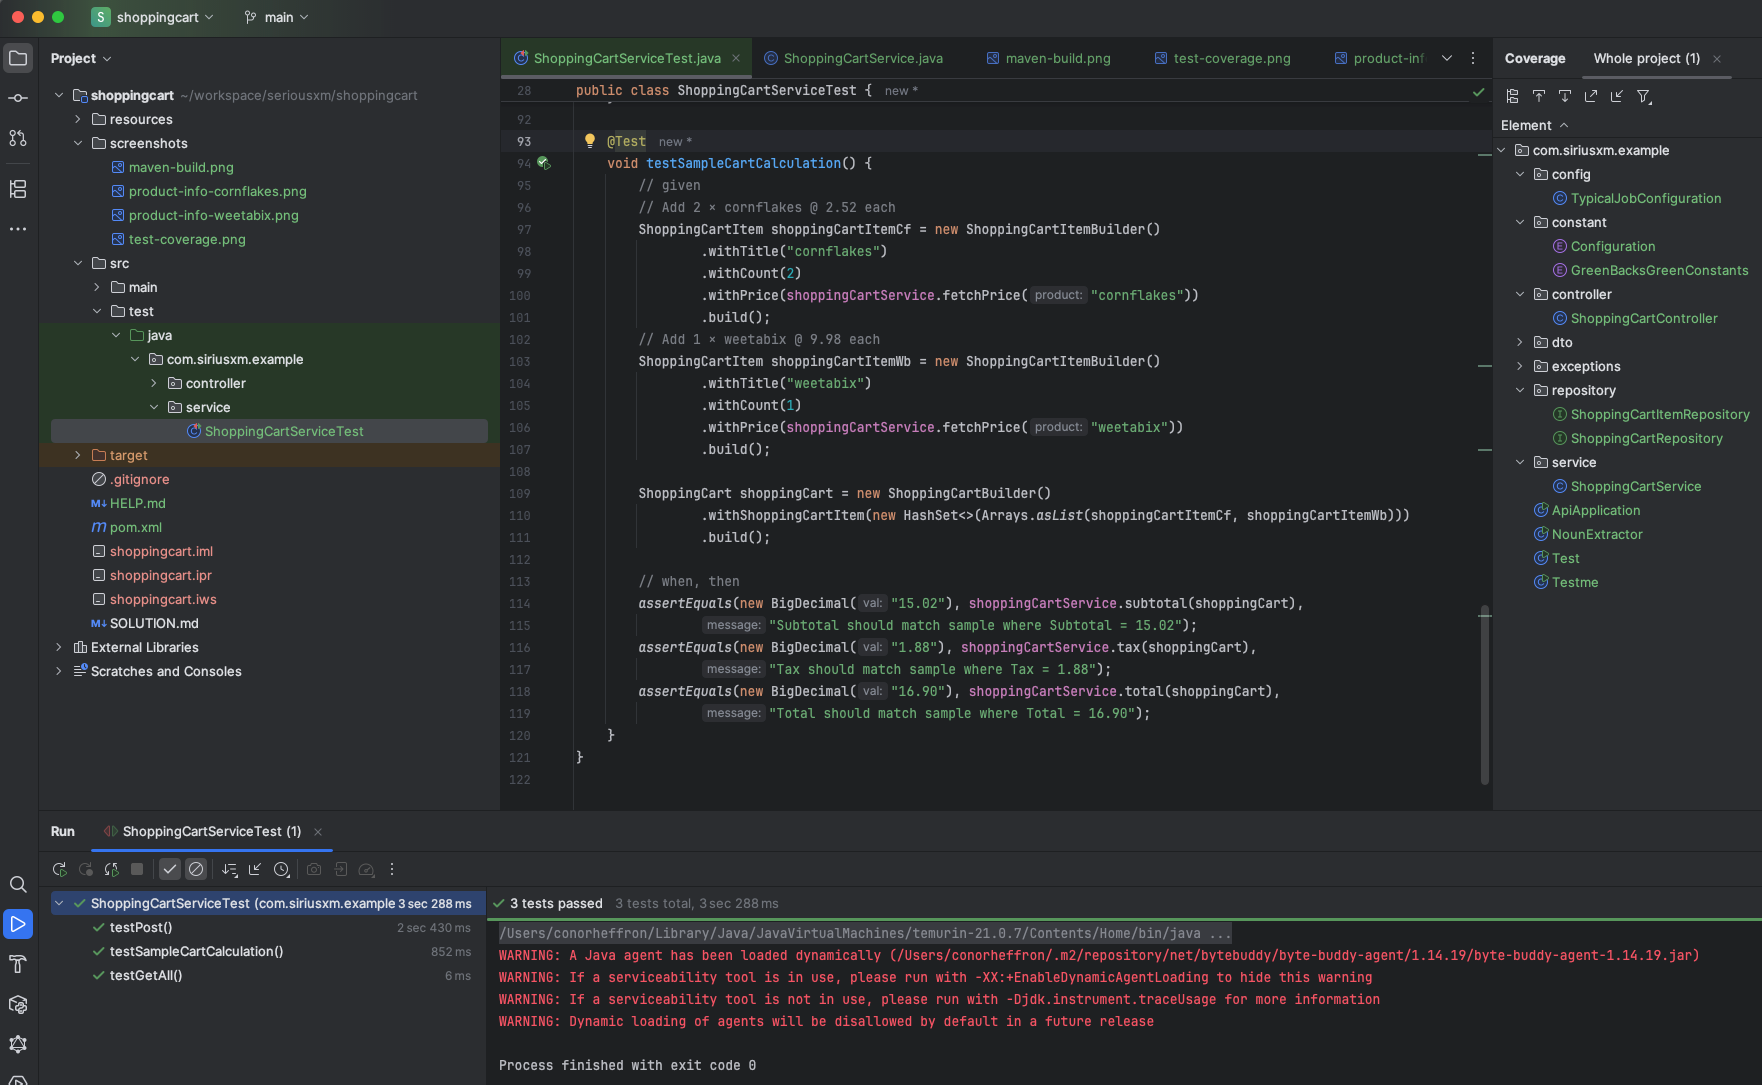 S shoppingcart main
Project
shoppingcart ~/workspace/seriousxm/shoppingcart
resources
screenshots
maven-build.png
product-info-cornflakes.png
product-info-weetabix.png
test-coverage.png
src
main
test
java
com.siriusxm.example
controller
service
ShoppingCartServiceTest
target
.gitignore
M↓ HELP.md
m pom.xml
shoppingcart.iml
shoppingcart.ipr
shoppingcart.iws
M↓ SOLUTION.md
External Libraries
Scratches and Consoles
ShoppingCartServiceTest.java ShoppingCartService.java maven-build.png test-coverage.png product-inf
28 public class ShoppingCartServiceTest { new *
92
93 @Test new *
94 void testSampleCartCalculation() {
95 // given
96 // Add 2 × cornflakes @ 2.52 each
97 ShoppingCartItem shoppingCartItemCf = new ShoppingCartItemBuilder()
98 .withTitle("cornflakes")
99 .withCount(2)
100 .withPrice(shoppingCartService.fetchPrice( product: "cornflakes"))
101 .build();
102 // Add 1 × weetabix @ 9.98 each
103 ShoppingCartItem shoppingCartItemWb = new ShoppingCartItemBuilder()
104 .withTitle("weetabix")
105 .withCount(1)
106 .withPrice(shoppingCartService.fetchPrice( product: "weetabix"))
107 .build();
108
109 ShoppingCart shoppingCart = new ShoppingCartBuilder()
110 .withShoppingCartItem(new HashSet<>(Arrays.asList(shoppingCartItemCf, shoppingCartItemWb)))
111 .build();
112
113 // when, then
114 assertEquals(new BigDecimal( val: "15.02"), shoppingCartService.subtotal(shoppingCart),
115 message: "Subtotal should match sample where Subtotal = 15.02");
116 assertEquals(new BigDecimal( val: "1.88"), shoppingCartService.tax(shoppingCart),
117 message: "Tax should match sample where Tax = 1.88");
118 assertEquals(new BigDecimal( val: "16.90"), shoppingCartService.total(shoppingCart),
119 message: "Total should match sample where Total = 16.90");
120 }
121 }
122
Coverage Whole project (1)
Element
com.siriusxm.example
config
C TypicalJobConfiguration
constant
E Configuration
E GreenBacksGreenConstants
controller
C ShoppingCartController
dto
exceptions
repository
I ShoppingCartItemRepository
I ShoppingCartRepository
service
C ShoppingCartService
ApiApplication
NounExtractor
Test
Testme
Run ShoppingCartServiceTest (1)
ShoppingCartServiceTest (com.siriusxm.example 3 sec 288 ms
testPost() 2 sec 430 ms
testSampleCartCalculation() 852 ms
testGetAll() 6 ms
3 tests passed 3 tests total, 3 sec 288 ms
/Users/conorheffron/Library/Java/JavaVirtualMachines/temurin-21.0.7/Contents/Home/bin/java ...
WARNING: A Java agent has been loaded dynamically (/Users/conorheffron/.m2/repository/net/bytebuddy/byte-buddy-agent/1.14.19/byte-buddy-agent-1.14.19.jar)
WARNING: If a serviceability tool is in use, please run with -XX:+EnableDynamicAgentLoading to hide this warning
WARNING: If a serviceability tool is not in use, please run with -Djdk.instrument.traceUsage for more information
WARNING: Dynamic loading of agents will be disallowed by default in a future release
Process finished with exit code 0